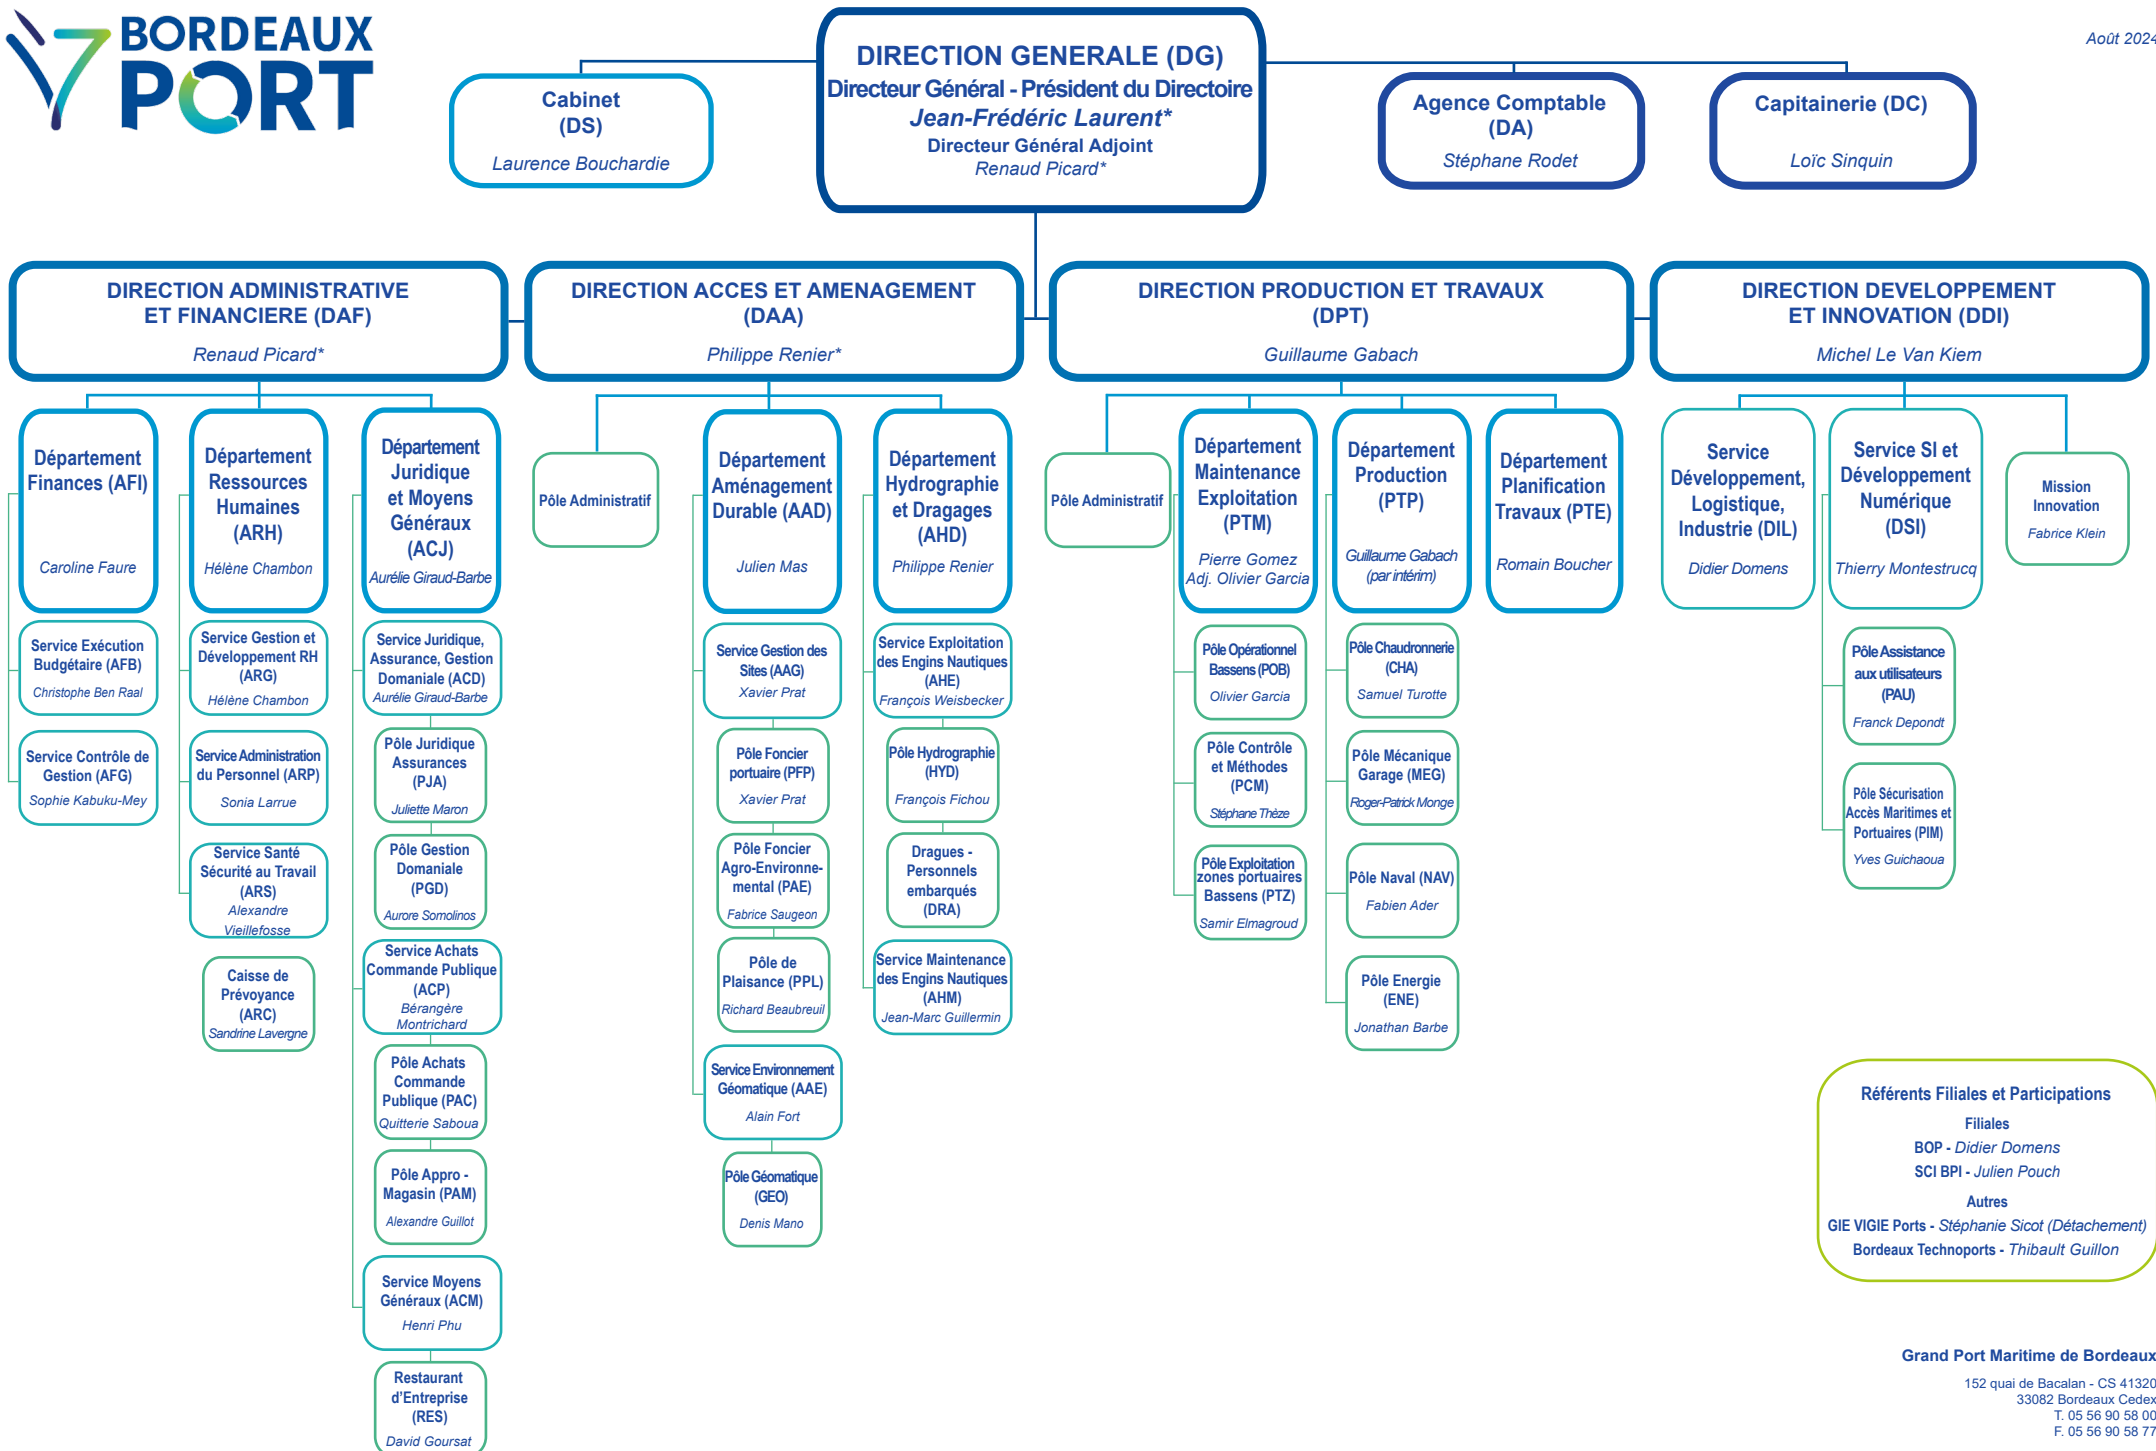 BORDEAUX
PORT
Août 2024
DIRECTION GENERALE (DG)
Directeur Général - Président du Directoire
Jean-Frédéric Laurent*
Directeur Général Adjoint
Renaud Picard*
Cabinet
(DS)
Laurence Bouchardie
Agence Comptable
(DA)
Stéphane Rodet
Capitainerie (DC)
Loïc Sinquin
DIRECTION ADMINISTRATIVE
ET FINANCIERE (DAF)
Renaud Picard*
DIRECTION ACCES ET AMENAGEMENT
(DAA)
Philippe Renier*
DIRECTION PRODUCTION ET TRAVAUX
(DPT)
Guillaume Gabach
DIRECTION DEVELOPPEMENT
ET INNOVATION (DDI)
Michel Le Van Kiem
Département
Finances (AFI)
Caroline Faure
Service Exécution
Budgétaire (AFB)
Christophe Ben Raal
Service Contrôle de
Gestion (AFG)
Sophie Kabuku-Mey
Département
Ressources
Humaines
(ARH)
Hélène Chambon
Service Gestion et
Développement RH
(ARG)
Hélène Chambon
Service Administration
du Personnel (ARP)
Sonia Larrue
Service Santé
Sécurité au Travail
(ARS)
Alexandre
Vieillefosse
Caisse de
Prévoyance
(ARC)
Sandrine Lavergne
Département
Juridique
et Moyens
Généraux
(ACJ)
Aurélie Giraud-Barbe
Service Juridique,
Assurance, Gestion
Domaniale (ACD)
Aurélie Giraud-Barbe
Pôle Juridique
Assurances
(PJA)
Juliette Maron
Pôle Gestion
Domaniale
(PGD)
Aurore Somolinos
Service Achats
Commande Publique
(ACP)
Bérangère
Montrichard
Pôle Achats
Commande
Publique (PAC)
Quitterie Saboua
Pôle Appro -
Magasin (PAM)
Alexandre Guillot
Service Moyens
Généraux (ACM)
Henri Phu
Restaurant
d'Entreprise
(RES)
David Goursat
Pôle Administratif
Département
Aménagement
Durable (AAD)
Julien Mas
Service Gestion des
Sites (AAG)
Xavier Prat
Pôle Foncier
portuaire (PFP)
Xavier Prat
Pôle Foncier
Agro-Environne-
mental (PAE)
Fabrice Saugeon
Pôle de
Plaisance (PPL)
Richard Beaubreuil
Service Environnement
Géomatique (AAE)
Alain Fort
Pôle Géomatique
(GEO)
Denis Mano
Département
Hydrographie
et Dragages
(AHD)
Philippe Renier
Service Exploitation
des Engins Nautiques
(AHE)
François Weisbecker
Pôle Hydrographie
(HYD)
François Fichou
Dragues -
Personnels
embarqués
(DRA)
Service Maintenance
des Engins Nautiques
(AHM)
Jean-Marc Guillermin
Pôle Administratif
Département
Maintenance
Exploitation
(PTM)
Pierre Gomez
Adj. Olivier Garcia
Pôle Opérationnel
Bassens (POB)
Olivier Garcia
Pôle Contrôle
et Méthodes
(PCM)
Stéphane Thèze
Pôle Exploitation
zones portuaires
Bassens (PTZ)
Samir Elmagroud
Département
Production
(PTP)
Guillaume Gabach
(par intérim)
Pôle Chaudronnerie
(CHA)
Samuel Turotte
Pôle Mécanique
Garage (MEG)
Roger-Patrick Monge
Pôle Naval (NAV)
Fabien Ader
Pôle Energie
(ENE)
Jonathan Barbe
Département
Planification
Travaux (PTE)
Romain Boucher
Service
Développement,
Logistique,
Industrie (DIL)
Didier Domens
Service SI et
Développement
Numérique
(DSI)
Thierry Montestrucq
Pôle Assistance
aux utilisateurs
(PAU)
Franck Depondt
Pôle Sécurisation
Accès Maritimes et
Portuaires (PIM)
Yves Guichaoua
Mission
Innovation
Fabrice Klein
Référents Filiales et Participations
Filiales
BOP - Didier Domens
SCI BPI - Julien Pouch
Autres
GIE VIGIE Ports - Stéphanie Sicot (Détachement)
Bordeaux Technoports - Thibault Guillon
Grand Port Maritime de Bordeaux
152 quai de Bacalan - CS 41320
33082 Bordeaux Cedex
T. 05 56 90 58 00
F. 05 56 90 58 77